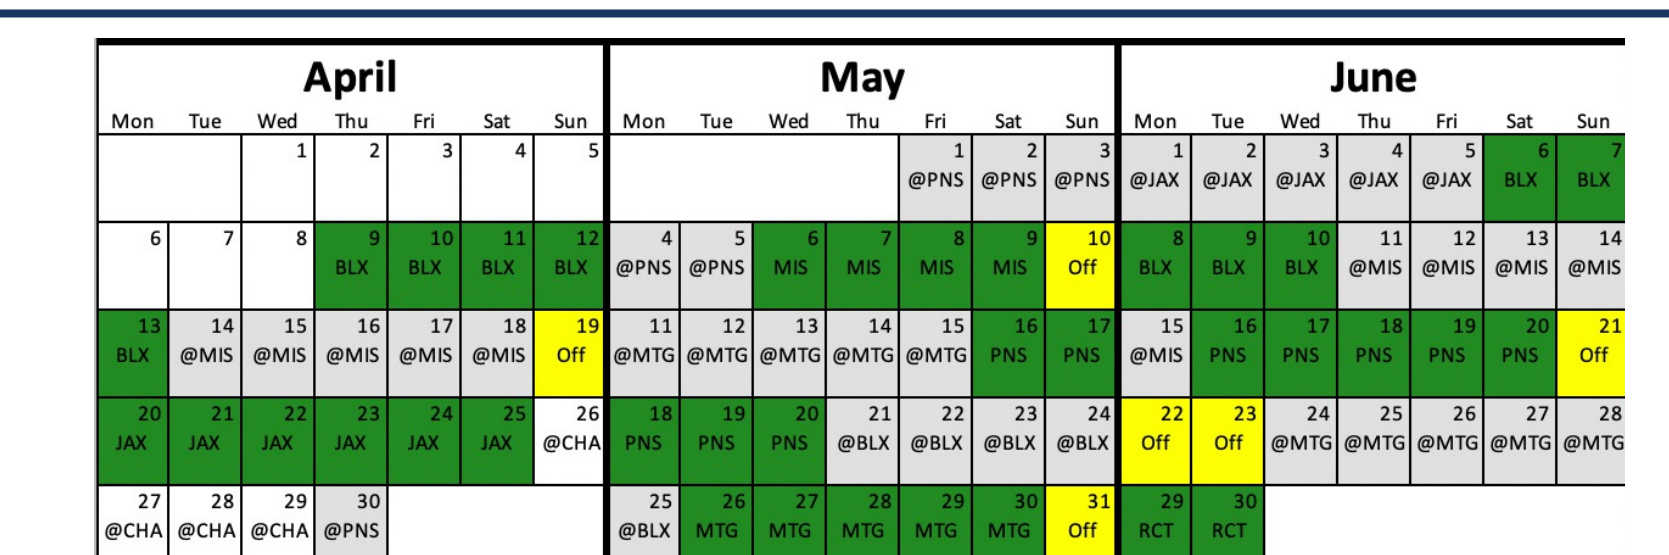 April May June
Mon Tue Wed Thu Fri Sat Sun Mon Tue Wed Thu Fri Sat Sun Mon Tue Wed Thu Fri Sat Sun
1 2 3 4 5 1 2 3 1 2 3 4 5 6 7
@PNS @PNS @PNS @JAX @JAX @JAX @JAX @JAX BLX BLX
6 7 8 9 10 11 12 4 5 6 7 8 9 10 8 9 10 11 12 13 14
BLX BLX BLX BLX @PNS @PNS MIS MIS MIS MIS Off BLX BLX BLX @MIS @MIS @MIS @MIS
13 14 15 16 17 18 19 11 12 13 14 15 16 17 15 16 17 18 19 20 21
BLX @MIS @MIS @MIS @MIS @MIS Off @MTG @MTG @MTG @MTG @MTG PNS PNS @MIS PNS PNS PNS PNS PNS Off
20 21 22 23 24 25 26 18 19 20 21 22 23 24 22 23 24 25 26 27 28
JAX JAX JAX JAX JAX JAX @CHA PNS PNS PNS @BLX @BLX @BLX @BLX Off Off @MTG @MTG @MTG @MTG @MTG
27 28 29 30 25 26 27 28 29 30 31 29 30
@CHA @CHA @CHA @PNS @BLX MTG MTG MTG MTG MTG Off RCT RCT